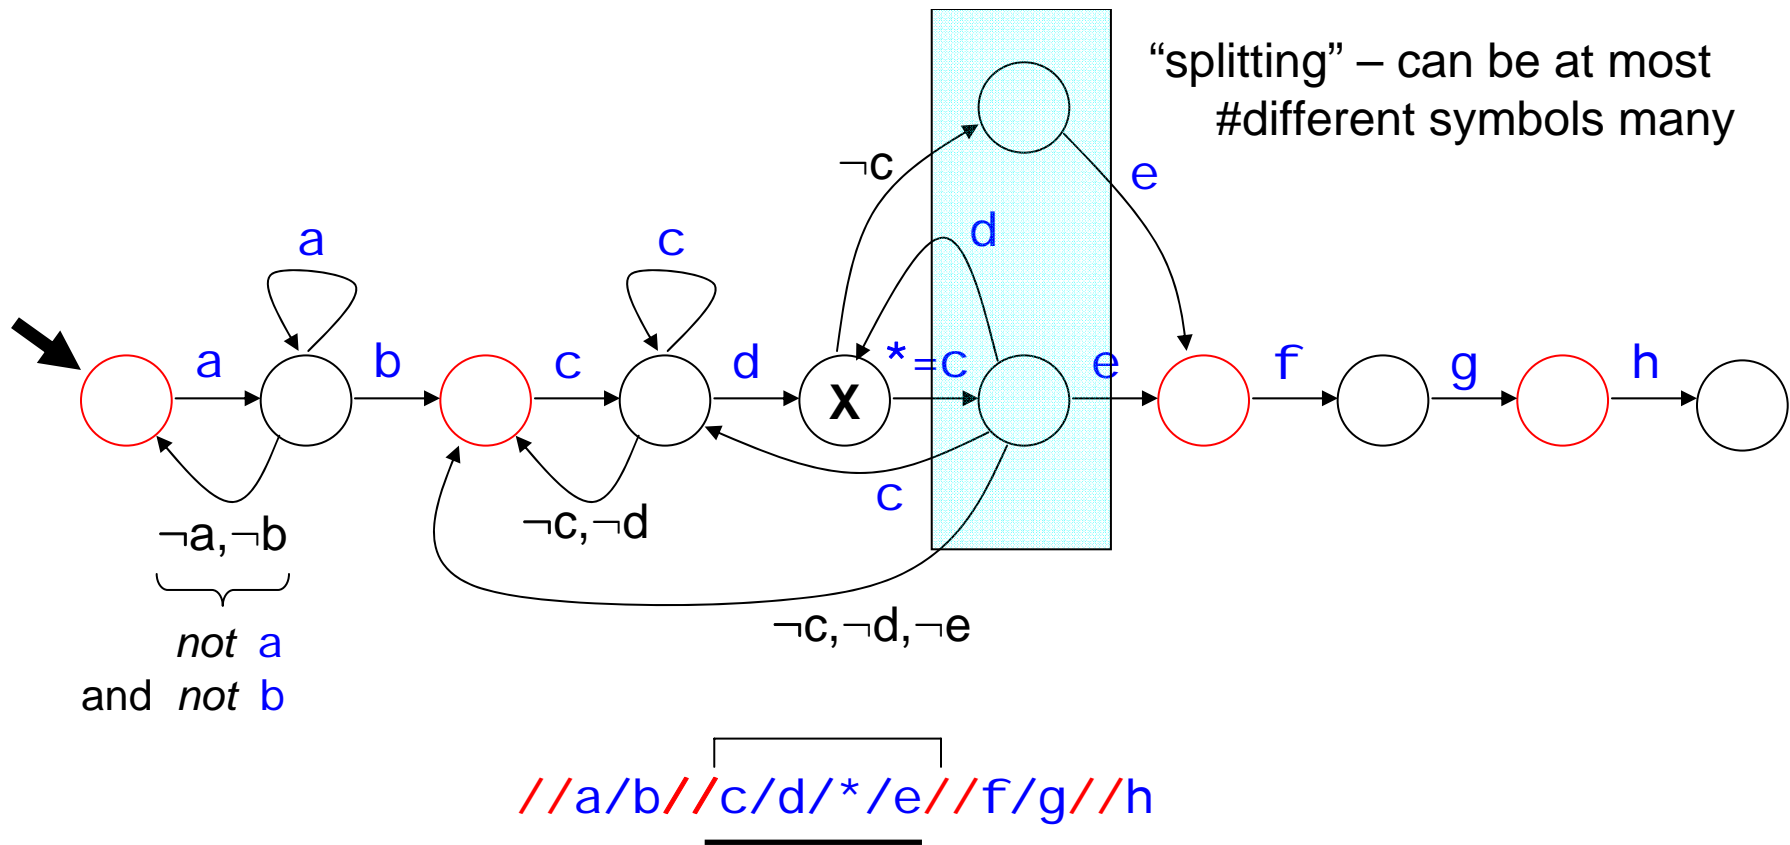 “splitting” – can be at most
#different symbols many
¬c
e
d
a
c
a
b
c
d
X
*=c
e
f
g
h
c
¬a,¬b
¬c,¬d
¬c,¬d,¬e
not a
and not b
//a/b//c/d/*/e//f/g//h